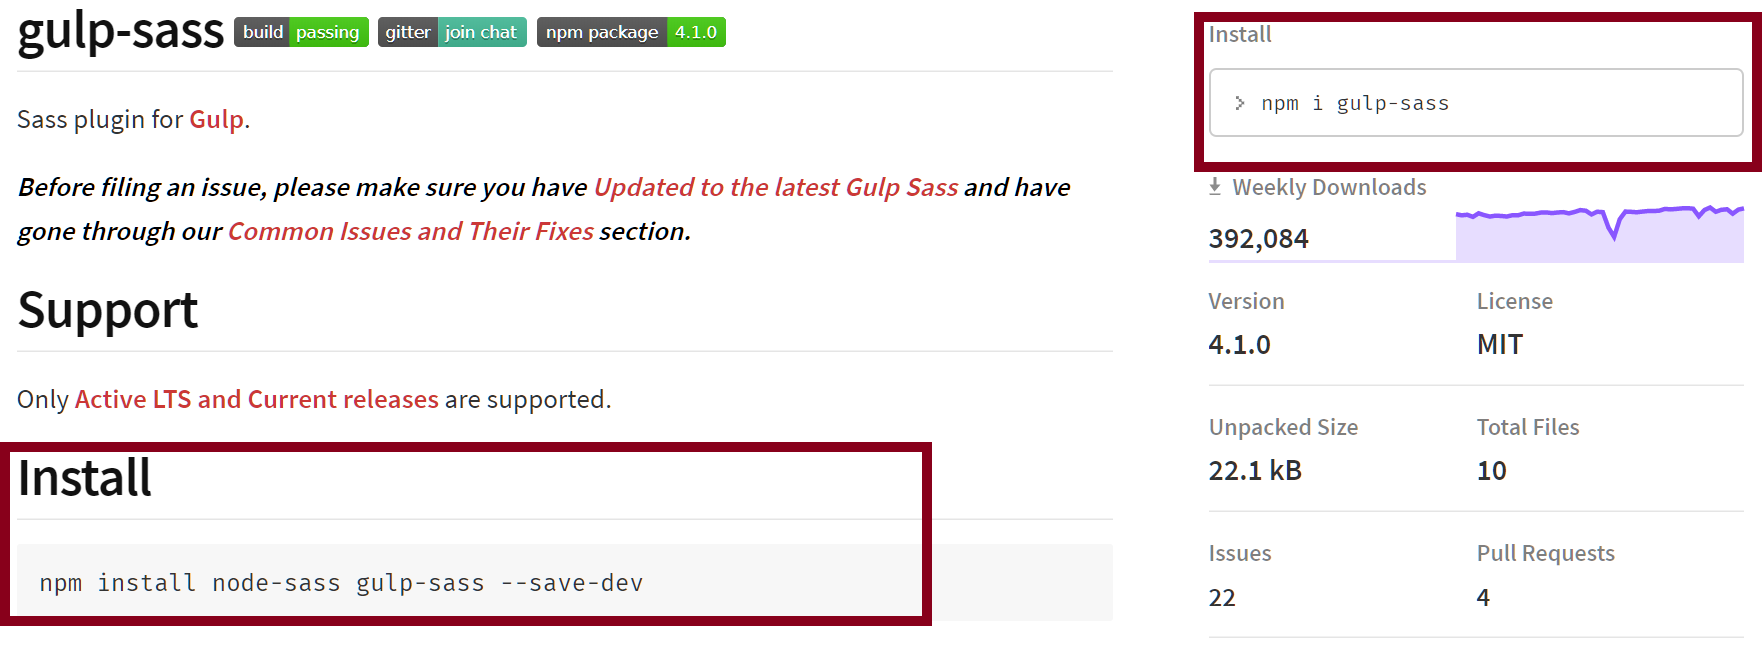 gulp-sass build passing gitter join chat npm package 4.1.0
Sass plugin for Gulp.
Before filing an issue, please make sure you have Updated to the latest Gulp Sass and have
gone through our Common Issues and Their Fixes section.
Support
Only Active LTS and Current releases are supported.
Install
npm install node-sass gulp-sass --save-dev
Install
> npm i gulp-sass
Weekly Downloads
392,084
Version License
4.1.0 MIT
Unpacked Size Total Files
22.1 kB 10
Issues Pull Requests
22 4